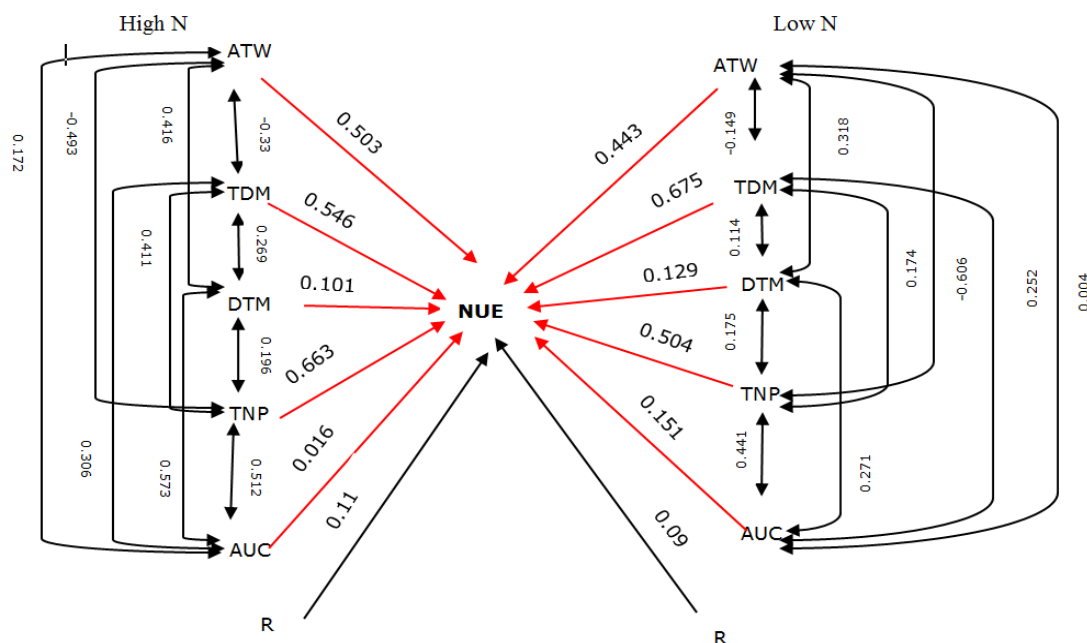 High N
Low N
ATW
ATW
0.172
-0.493
0.416
-0.33
0.503
0.443
-0.149
0.318
TDM
TDM
0.546
0.675
0.411
0.269
0.114
0.174
-0.606
0.252
0.004
DTM
0.101
0.129
DTM
NUE
0.196
0.663
0.504
0.175
TNP
TNP
0.306
0.573
0.512
0.016
0.151
0.441
0.271
AUC
0.11
0.09
AUC
R
R